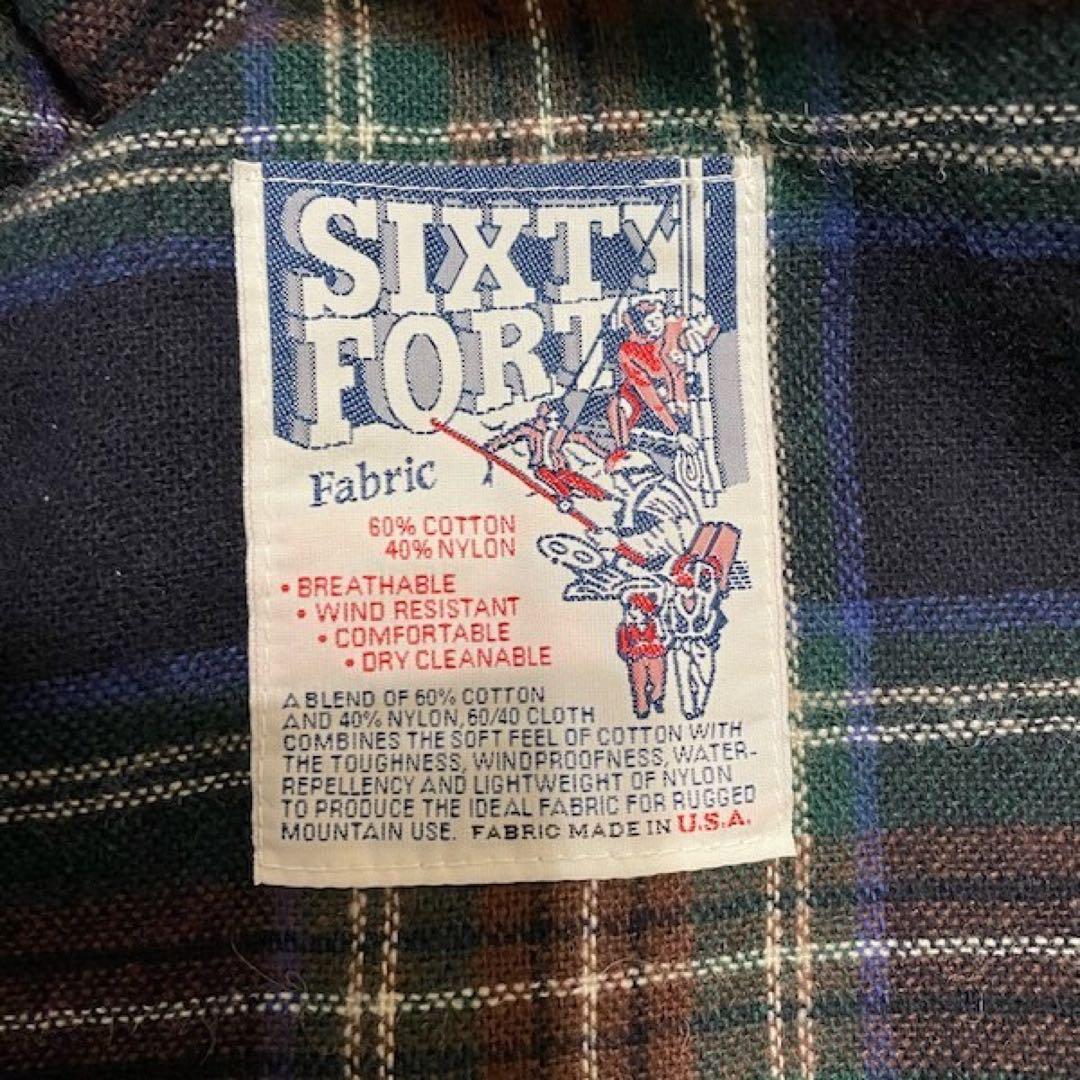 SIXTY
FORTY
Fabric
60% COTTON
40% NYLON
• BREATHABLE
• WIND RESISTANT
• COMFORTABLE
• DRY CLEANABLE
A BLEND OF 60% COTTON
AND 40% NYLON, 60/40 CLOTH
COMBINES THE SOFT FEEL OF COTTON WITH
THE TOUGHNESS, WINDPROOFNESS, WATER-
REPELLENCY AND LIGHTWEIGHT OF NYLON
TO PRODUCE THE IDEAL FABRIC FOR RUGGED
MOUNTAIN USE. FABRIC MADE IN U.S.A.